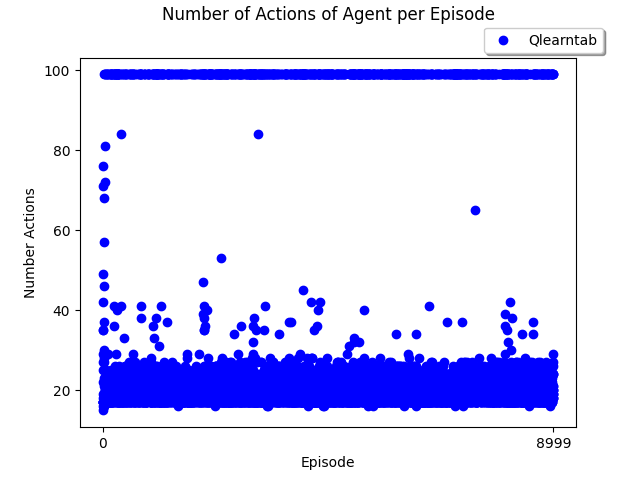 Number of Actions of Agent per Episode
Qlearntab
100
80
60
40
20
Number Actions
0
8999
Episode